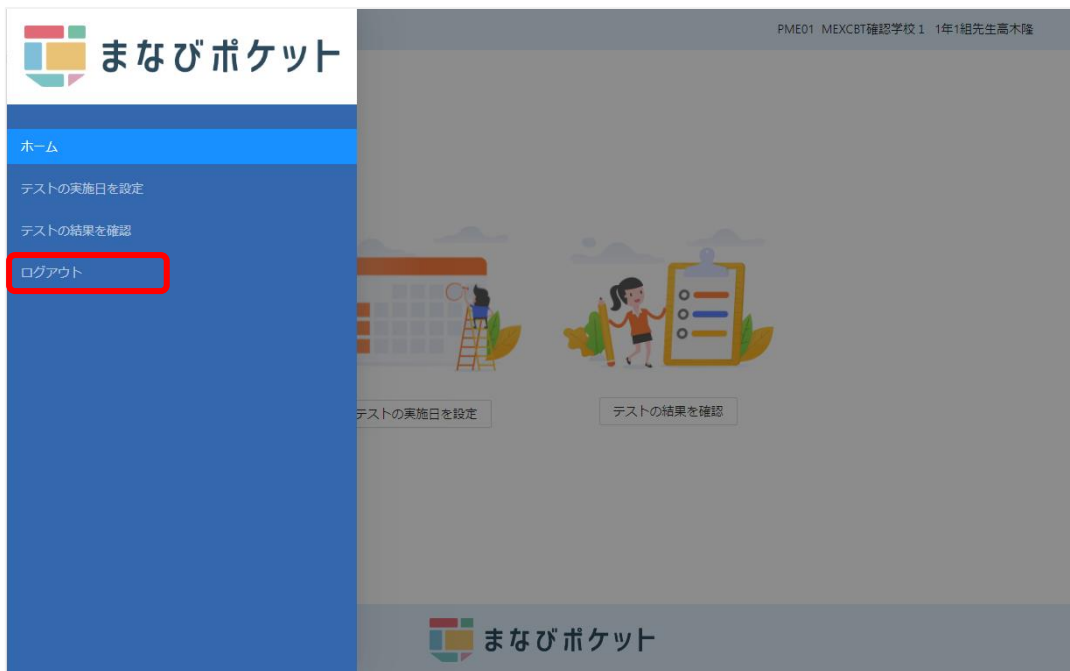 まなびポケット
PME01 MEXCBT確認学校1 1年1組先生高木隆
ホーム
テストの実施日を設定
テストの結果を確認
ログアウト
テストの実施日を設定
テストの結果を確認
まなびポケット